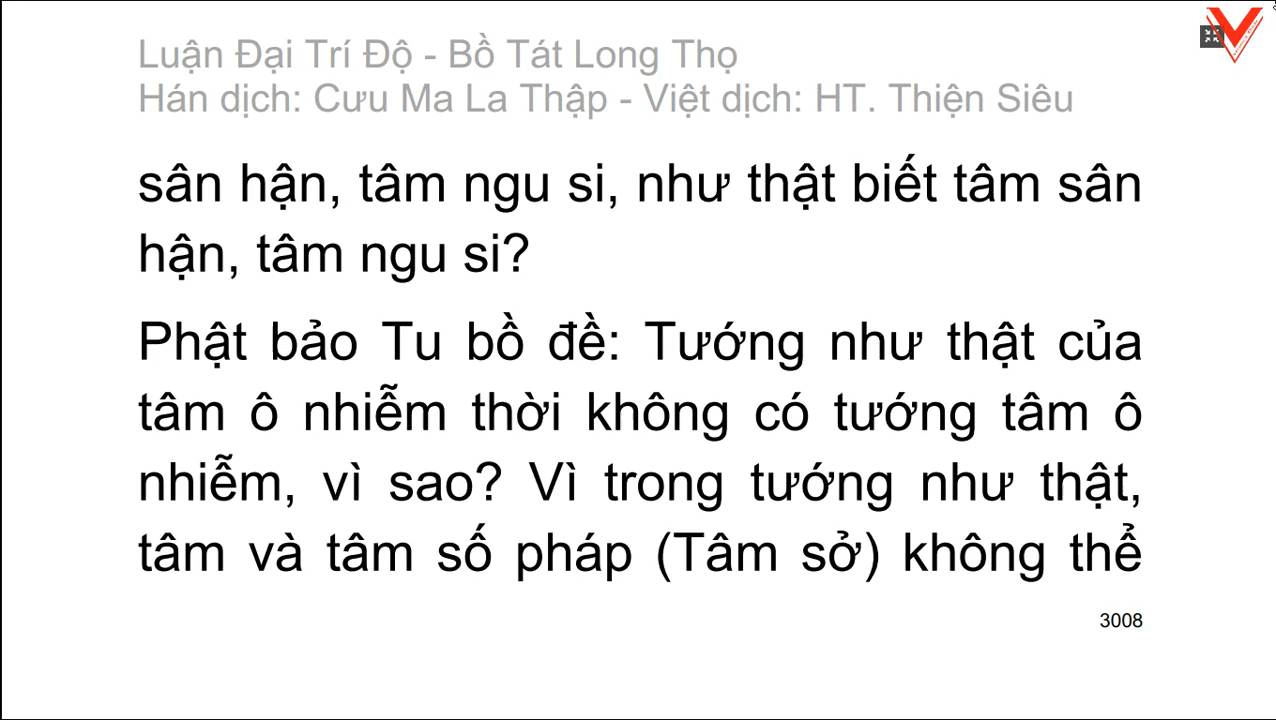 Luận Đại Trí Độ - Bồ Tát Long Thọ
Hán dịch: Cưu Ma La Thập - Việt dịch: HT. Thiện Siêu
sân hận, tâm ngu si, như thật biết tâm sân
hận, tâm ngu si?
Phật bảo Tu bồ đề: Tướng như thật của
tâm ô nhiễm thời không có tướng tâm ô
nhiễm, vì sao? Vì trong tướng như thật,
tâm và tâm số pháp (Tâm sở) không thể
3008